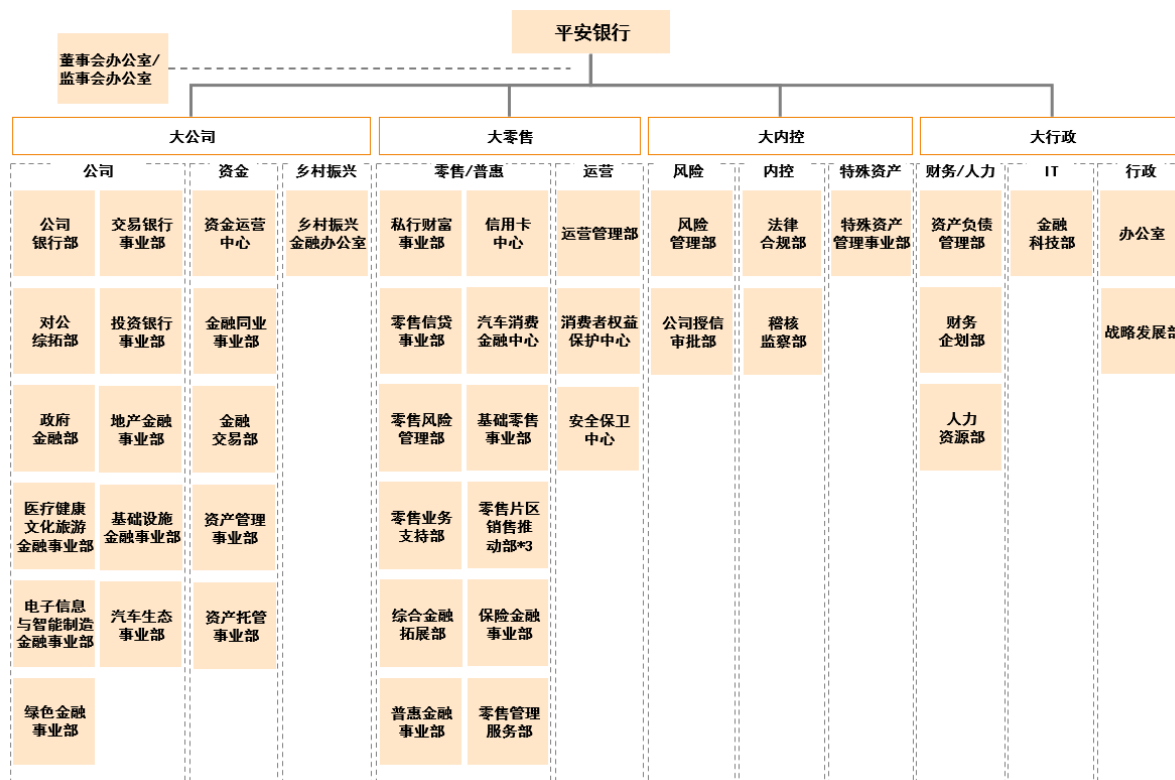 平安银行
董事会办公室/
监事会办公室
大公司
大零售
大内控
大行政
公司
资金
乡村振兴
零售/普惠
运营
风险
内控
特殊资产
财务/人力
IT
行政
公司
银行部
交易银行
事业部
资金运营
中心
乡村振兴
金融办公室
私行财富
事业部
信用卡
中心
运营管理部
风险
管理部
法律
合规部
特殊资产
管理事业部
资产负债
管理部
金融
科技部
办公室
对公
综拓部
投资银行
事业部
金融同业
事业部
零售信贷
事业部
汽车消费
金融中心
消费者权益
保护中心
公司授信
审批部
稽核
监察部
财务
企划部
战略发展部
政府
金融部
地产金融
事业部
金融
交易部
零售风险
管理部
基础零售
事业部
安全保卫
中心
人力
资源部
医疗健康
文化旅游
金融事业部
基础设施
金融事业部
资产管理
事业部
零售业务
支持部
零售片区
销售推
动部*3
电子信息
与智能制造
金融事业部
汽车生态
事业部
资产托管
事业部
综合金融
拓展部
保险金融
事业部
绿色金融
事业部
普惠金融
事业部
零售管理
服务部